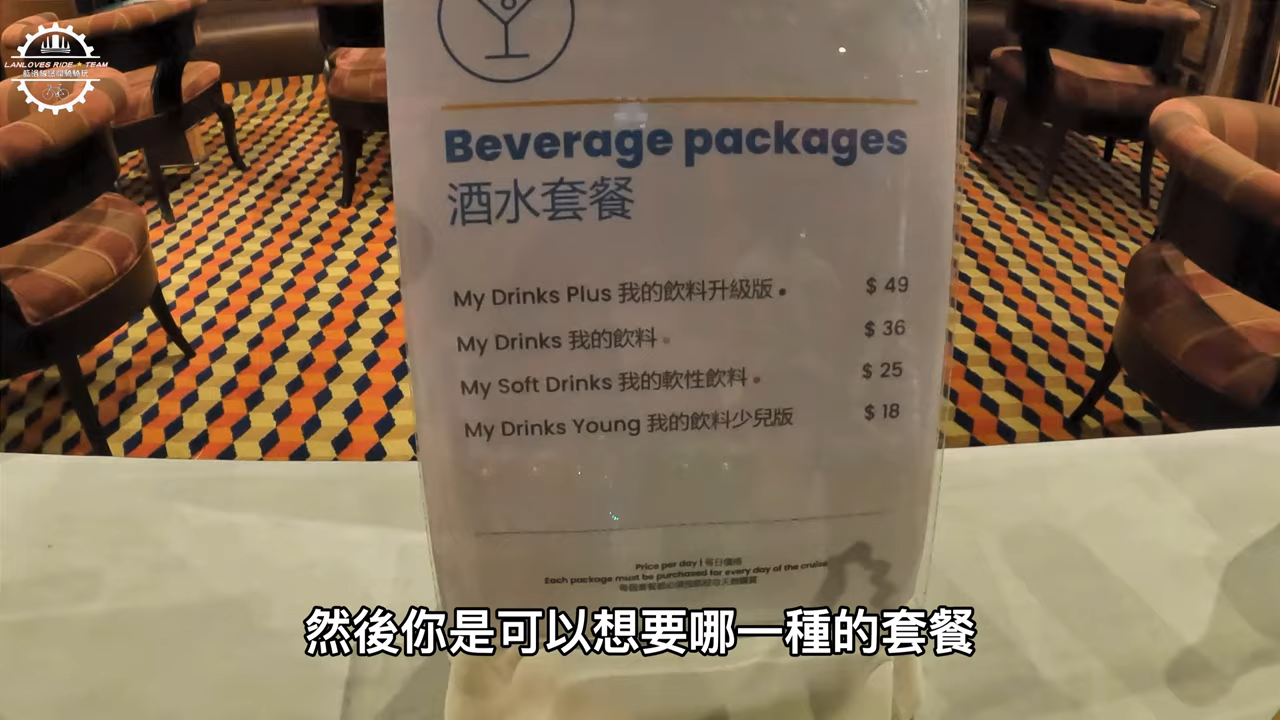 LANLOVES RIDE TEAM
Beverage packages
酒水套餐
My Drinks Plus 我的飲料升級版 $ 49
My Drinks 我的飲料 $ 36
My Soft Drinks 我的軟性飲料 $ 25
My Drinks Young 我的飲料少兒版 $ 18
Price per day | 每日價格
Each package must be purchased for every day of the cruise
然後你是可以想要哪一種的套餐